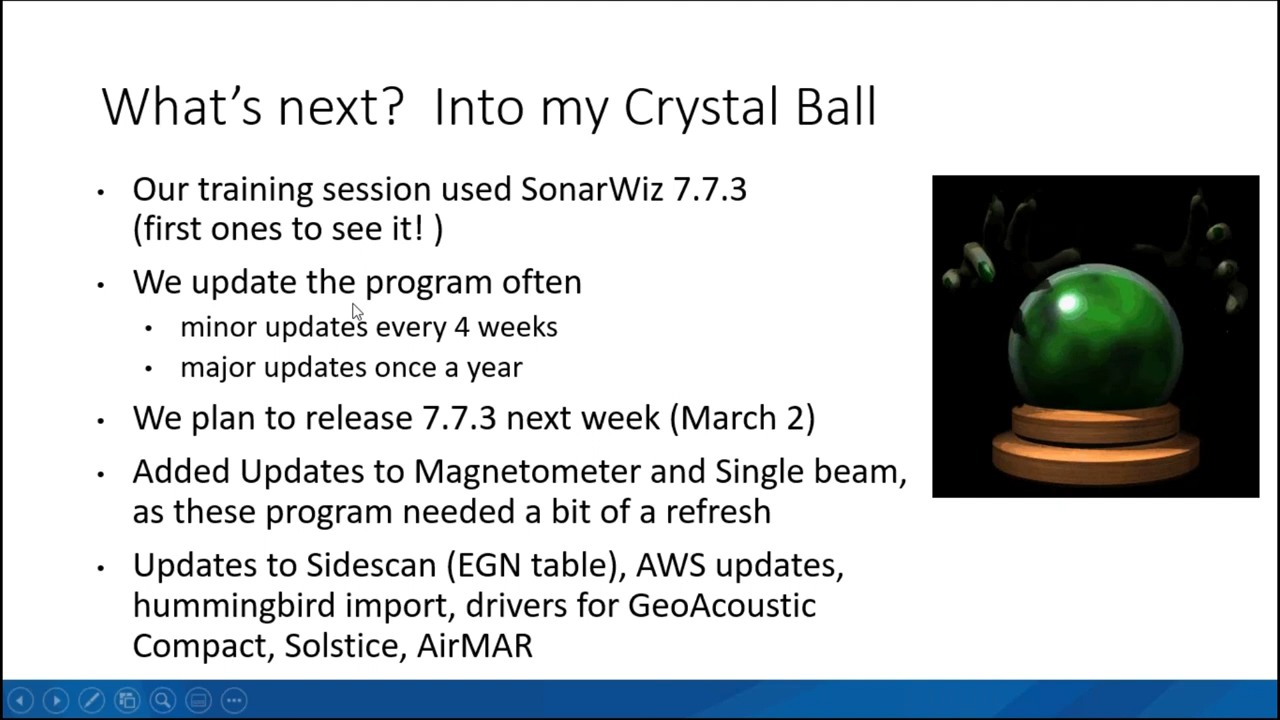 What's next?  Into my Crystal Ball
• Our training session used SonarWiz 7.7.3
(first ones to see it! )
• We update the program often
• minor updates every 4 weeks
• major updates once a year
• We plan to release 7.7.3 next week (March 2)
• Added Updates to Magnetometer and Single beam,
as these program needed a bit of a refresh
• Updates to Sidescan (EGN table), AWS updates,
hummingbird import, drivers for GeoAcoustic
Compact, Solstice, AirMAR